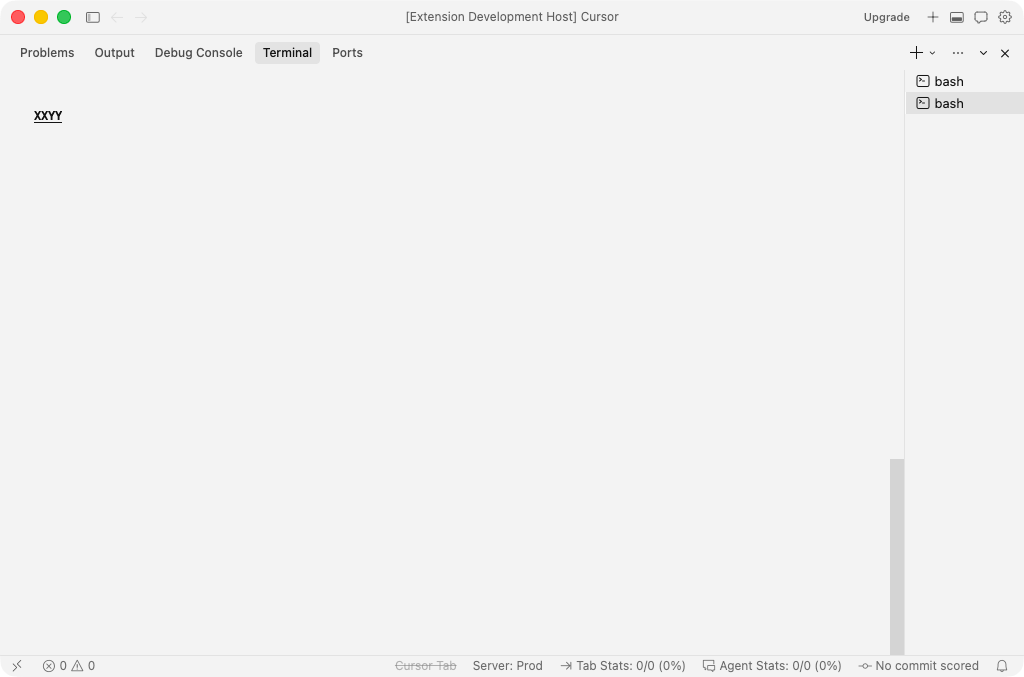 [Extension Development Host] Cursor
Upgrade
Problems Output Debug Console Terminal Ports
bash
bash
XXYY
0 0 Cursor Tab Server: Prod Tab Stats: 0/0 (0%) Agent Stats: 0/0 (0%) No commit scored